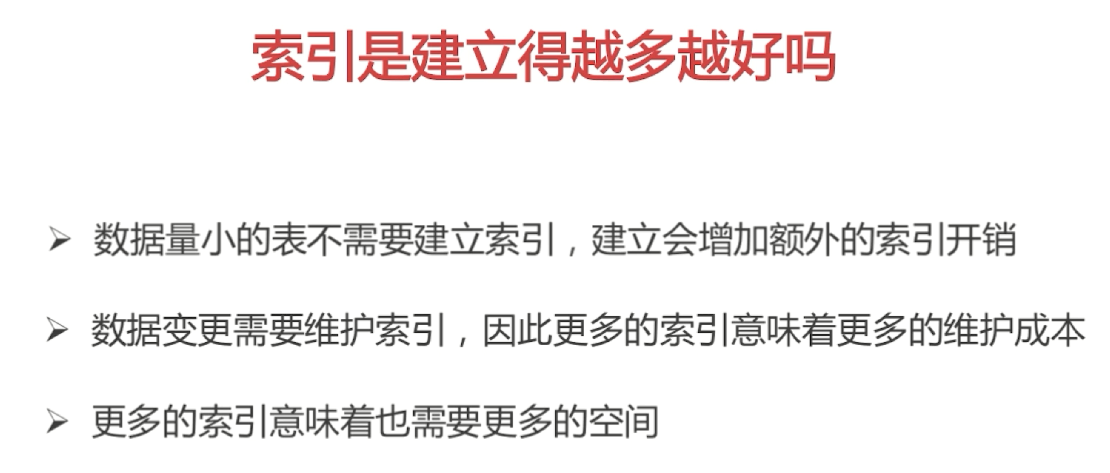 索引是建立得越多越好吗
➢ 数据量小的表不需要建立索引，建立会增加额外的索引开销
➢ 数据变更需要维护索引，因此更多的索引意味着更多的维护成本
➢ 更多的索引意味着也需要更多的空间